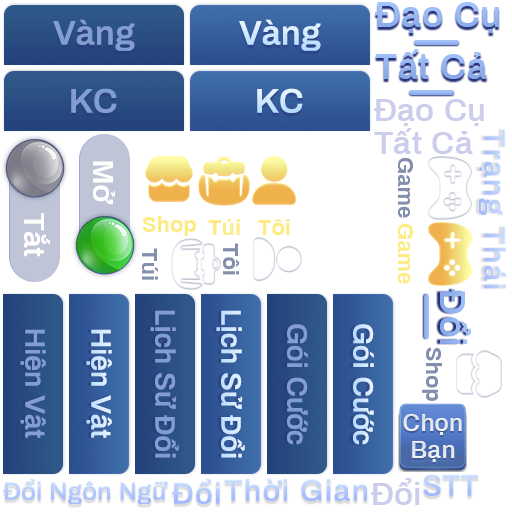 Vàng
Vàng
Đạo Cụ
Tất Cả
KC
KC
Đạo Cụ
Tất Cả
Tắt
Mở
Shop
Túi
Tôi
Túi
Tôi
Game
Game
Trạng Thái
Đổi
Shop
Hiện Vật
Hiện Vật
Lịch Sử Đổi
Lịch Sử Đổi
Gói Cước
Gói Cước
Chọn
Bạn
Đổi Ngôn Ngữ
Đổi
Thời Gian
Đổi
STT